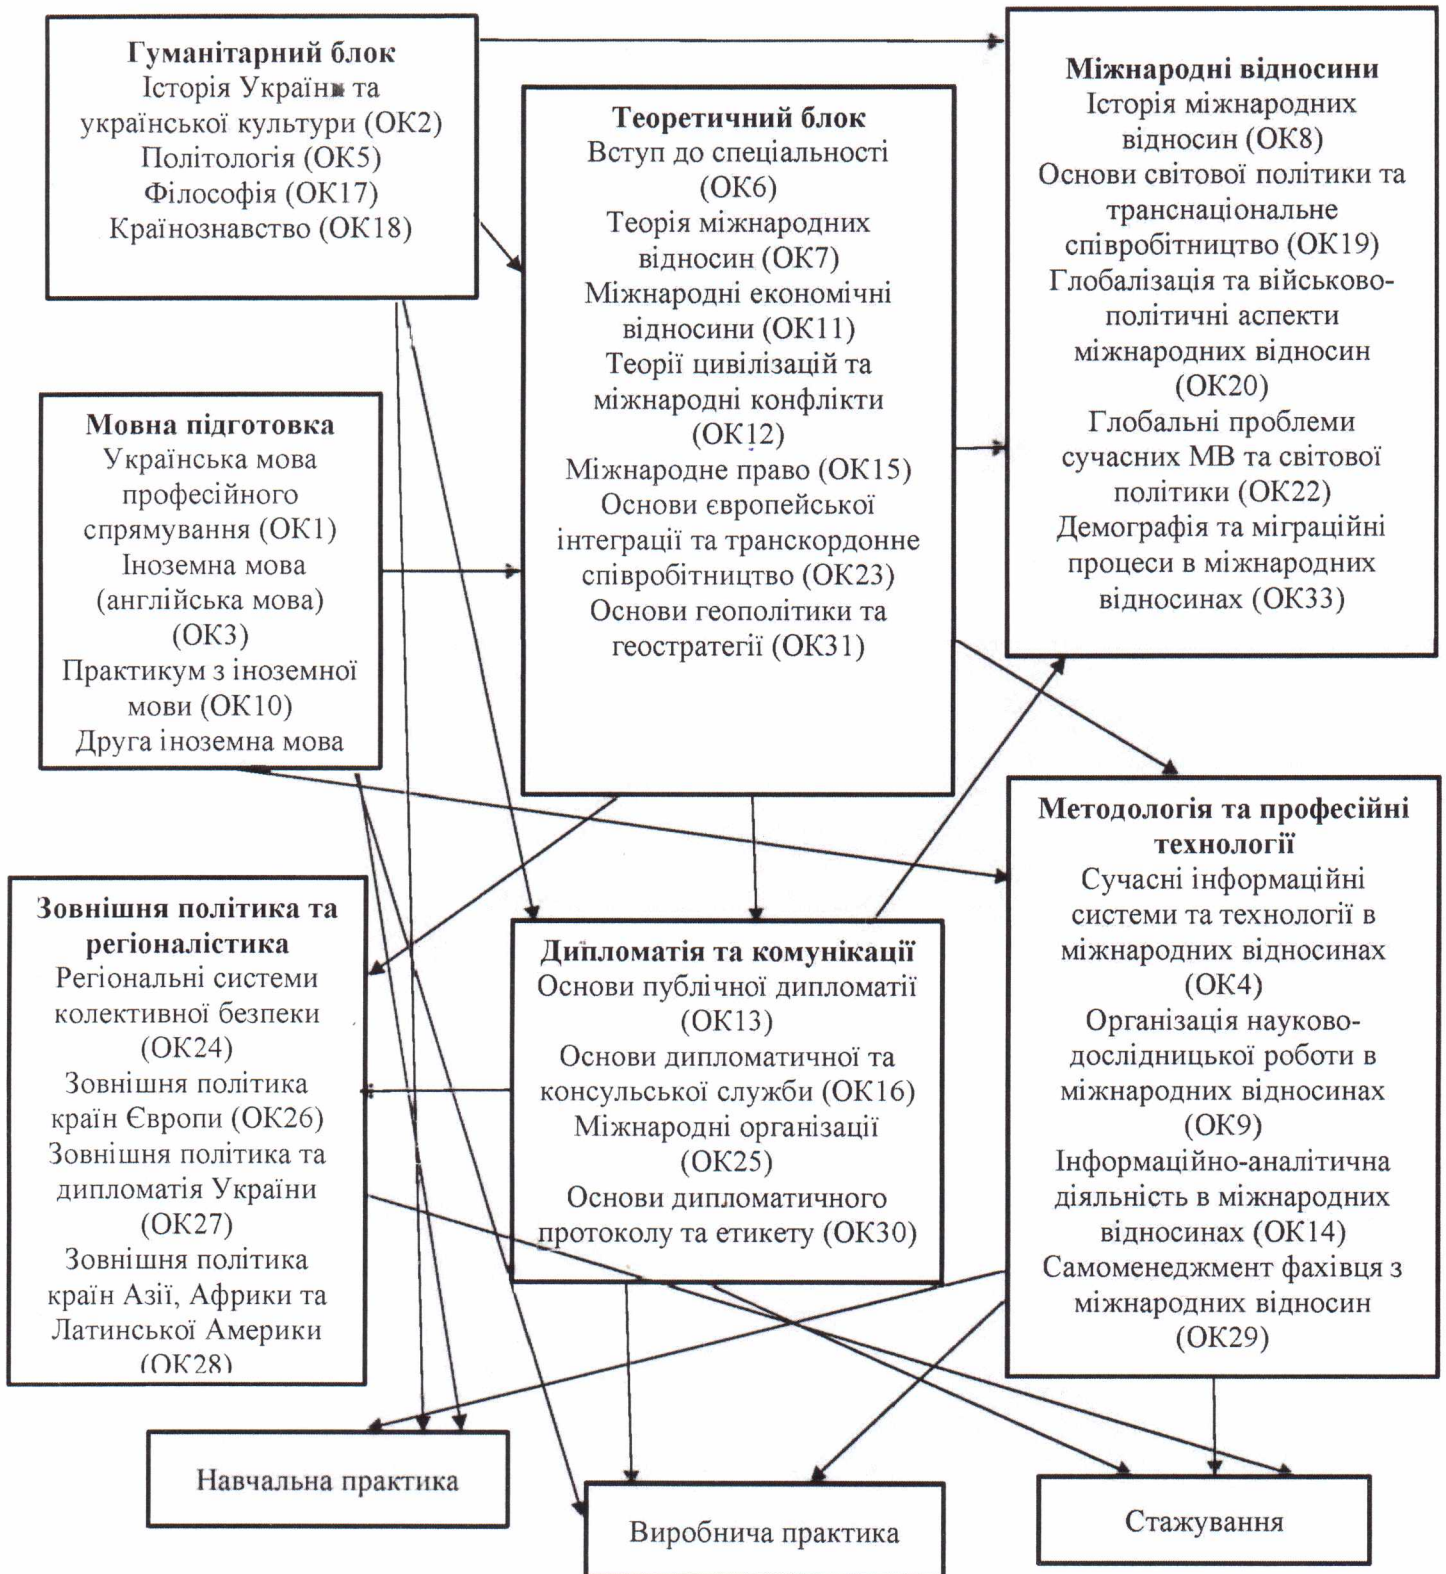 Гуманітарний блок
Історія України та
української культури (ОК2)
Політологія (ОК5)
Філософія (ОК17)
Країнознавство (ОК18)
Теоретичний блок
Вступ до спеціальності
(ОК6)
Теорія міжнародних
відносин (ОК7)
Міжнародні економічні
відносини (ОК11)
Теорії цивілізацій та
міжнародні конфлікти
(ОК12)
Міжнародне право (ОК15)
Основи європейської
інтеграції та транскордонне
співробітництво (ОК23)
Основи геополітики та
геостратегії (ОК31)
Міжнародні відносини
Історія міжнародних
відносин (ОК8)
Основи світової політики та
транснаціональне
співробітництво (ОК19)
Глобалізація та військово-
політичні аспекти
міжнародних відносин
(ОК20)
Глобальні проблеми
сучасних МВ та світової
політики (ОК22)
Демографія та міграційні
процеси в міжнародних
відносинах (ОК33)
Мовна підготовка
Українська мова
професійного
спрямування (ОК1)
Іноземна мова
(англійська мова)
(ОК3)
Практикум з іноземної
мови (ОК10)
Друга іноземна мова
Зовнішня політика та
регіоналістика
Регіональні системи
колективної безпеки
(ОК24)
Зовнішня політика
країн Європи (ОК26)
Зовнішня політика та
дипломатія України
(ОК27)
Зовнішня політика
країн Азії, Африки та
Латинської Америки
(ОК28)
Дипломатія та комунікації
Основи публічної дипломатії
(ОК13)
Основи дипломатичної та
консульської служби (ОК16)
Міжнародні організації
(ОК25)
Основи дипломатичного
протоколу та етикету (ОК30)
Методологія та професійні
технології
Сучасні інформаційні
системи та технології в
міжнародних відносинах
(ОК4)
Організація науково-
дослідницької роботи в
міжнародних відносинах
(ОК9)
Інформаційно-аналітична
діяльність в міжнародних
відносинах (ОК14)
Самоменеджмент фахівця з
міжнародних відносин
(ОК29)
Навчальна практика
Виробнича практика
Стажування